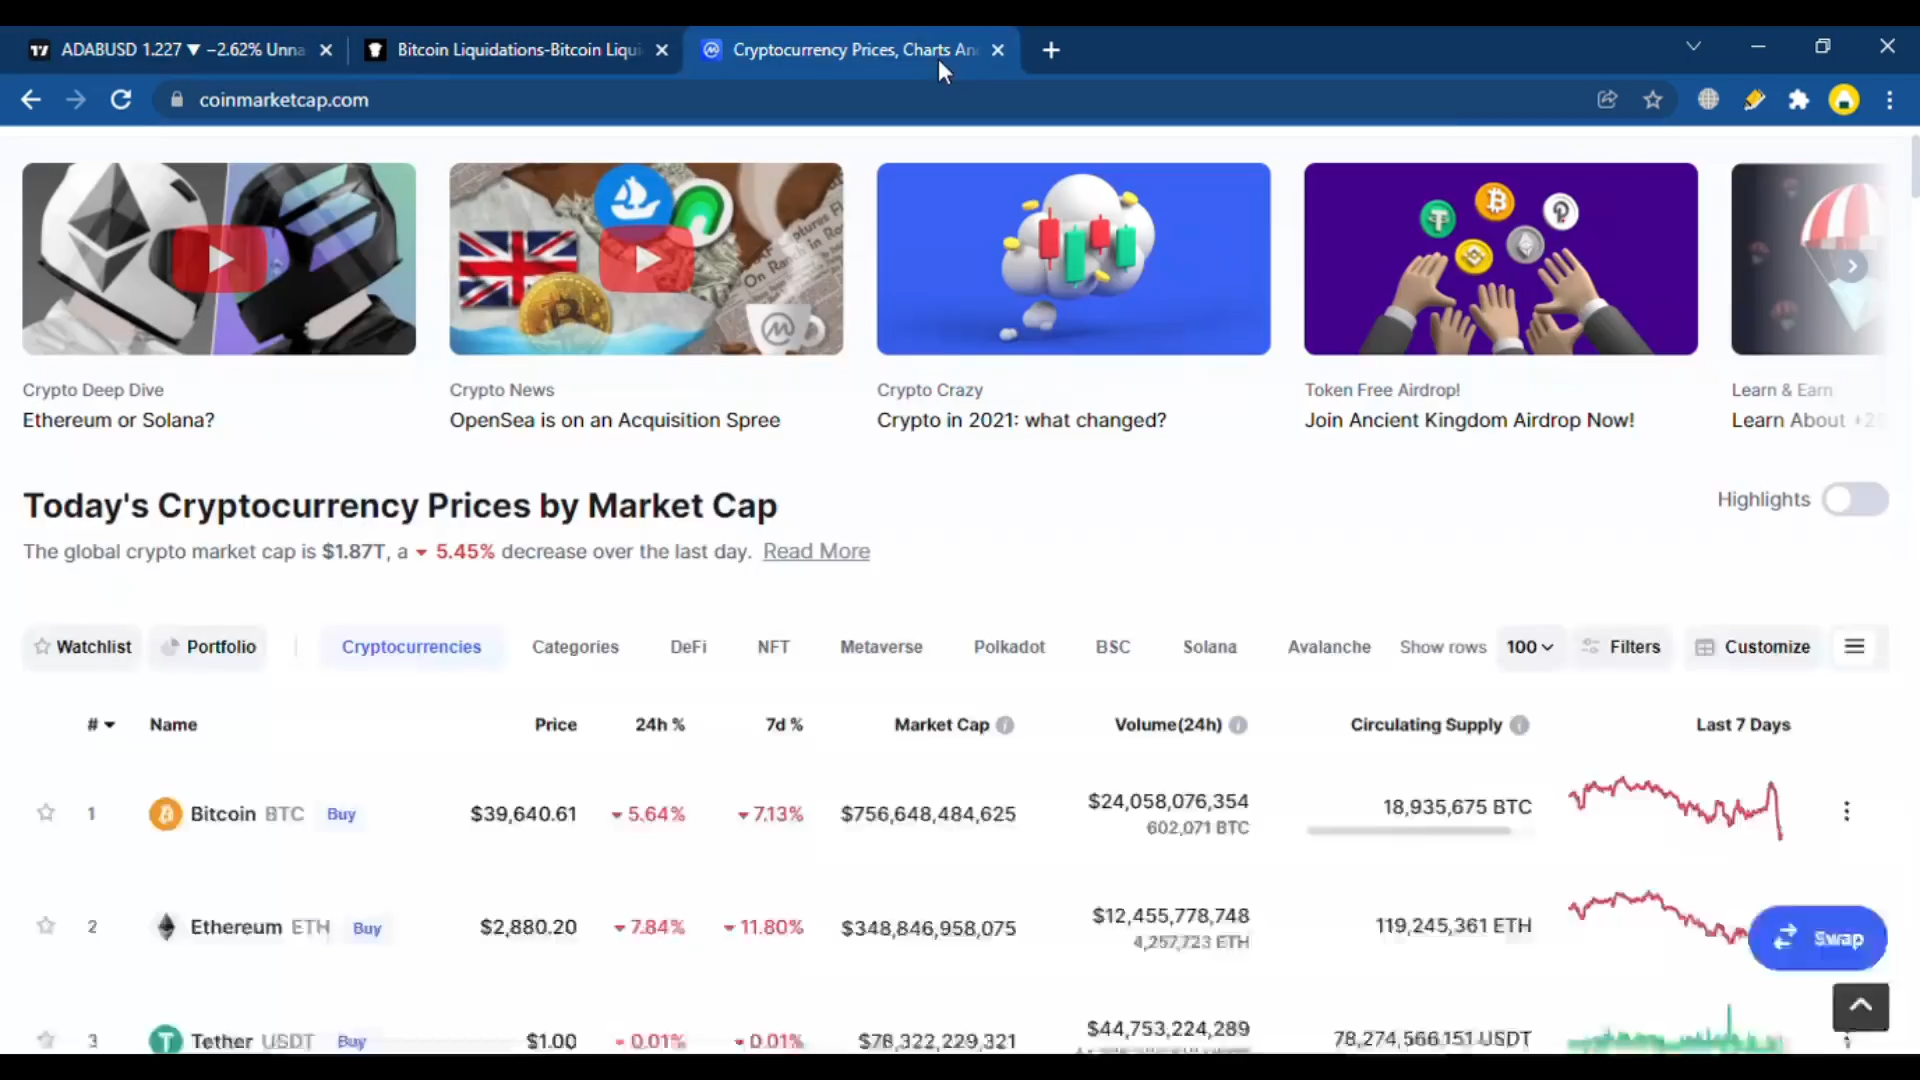 ADABUSD 1.227 ▼ −2.62% Unna
Bitcoin Liquidations-Bitcoin Liqui
Cryptocurrency Prices, Charts An
coinmarketcap.com
Crypto Deep Dive
Ethereum or Solana?
Crypto News
OpenSea is on an Acquisition Spree
Crypto Crazy
Crypto in 2021: what changed?
Token Free Airdrop!
Join Ancient Kingdom Airdrop Now!
Learn & Earn
Learn About
Today's Cryptocurrency Prices by Market Cap
Highlights
The global crypto market cap is $1.87T, a ▼ 5.45% decrease over the last day. Read More
Watchlist Portfolio Cryptocurrencies Categories DeFi NFT Metaverse Polkadot BSC Solana Avalanche Show rows 100 Filters Customize
# Name Price 24h % 7d % Market Cap Volume(24h) Circulating Supply Last 7 Days
1 Bitcoin BTC Buy $39,640.61 ▼ 5.64% ▼ 7.13% $756,648,484,625 $24,058,076,354 18,935,675 BTC
602,071 BTC
2 Ethereum ETH Buy $2,880.20 ▼ 7.84% ▼ 11.80% $348,846,958,075 $12,455,778,748 119,245,361 ETH
4,257,723 ETH
Swap
3 Tether USDT Buy $1.00 ▼ 0.01% ▼ 0.01% $78,322,229,321 $44,753,224,289 78,274,566,151 USDT